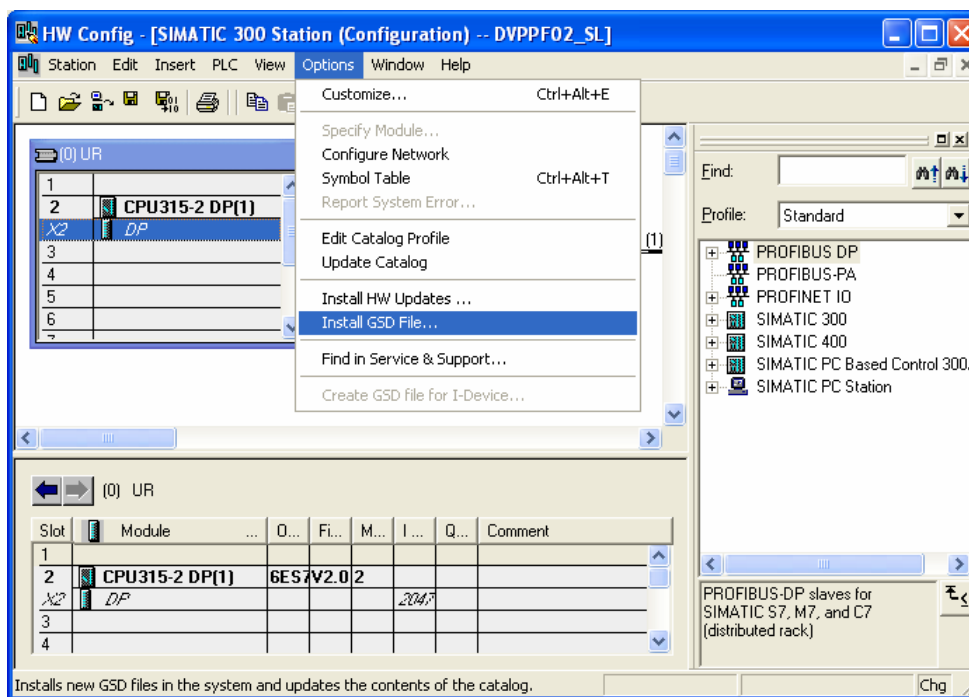 HW Config - [SIMATIC 300 Station (Configuration) -- DVPPF02_SL]
Station Edit Insert PLC View Options Window Help
Customize... Ctrl+Alt+E
Specify Module...
Configure Network
Symbol Table Ctrl+Alt+T
Report System Error...
Edit Catalog Profile
Update Catalog
Install HW Updates ...
Install GSD File...
Find in Service & Support...
Create GSD file for I-Device...
(0) UR
1
2 CPU315-2 DP(1)
X2 DP
3
4
5
6
(1)
Find:
Profile: Standard
PROFIBUS DP
PROFIBUS-PA
PROFINET IO
SIMATIC 300
SIMATIC 400
SIMATIC PC Based Control 300
SIMATIC PC Station
PROFIBUS-DP slaves for
SIMATIC S7, M7, and C7
(distributed rack)
(0) UR
Slot Module ... O... Fi... M... I ... Q... Comment
1
2 CPU315-2 DP(1) 6ES7 V2.0 2
X2 DP 2047
3
4
Installs new GSD files in the system and updates the contents of the catalog.
Chg